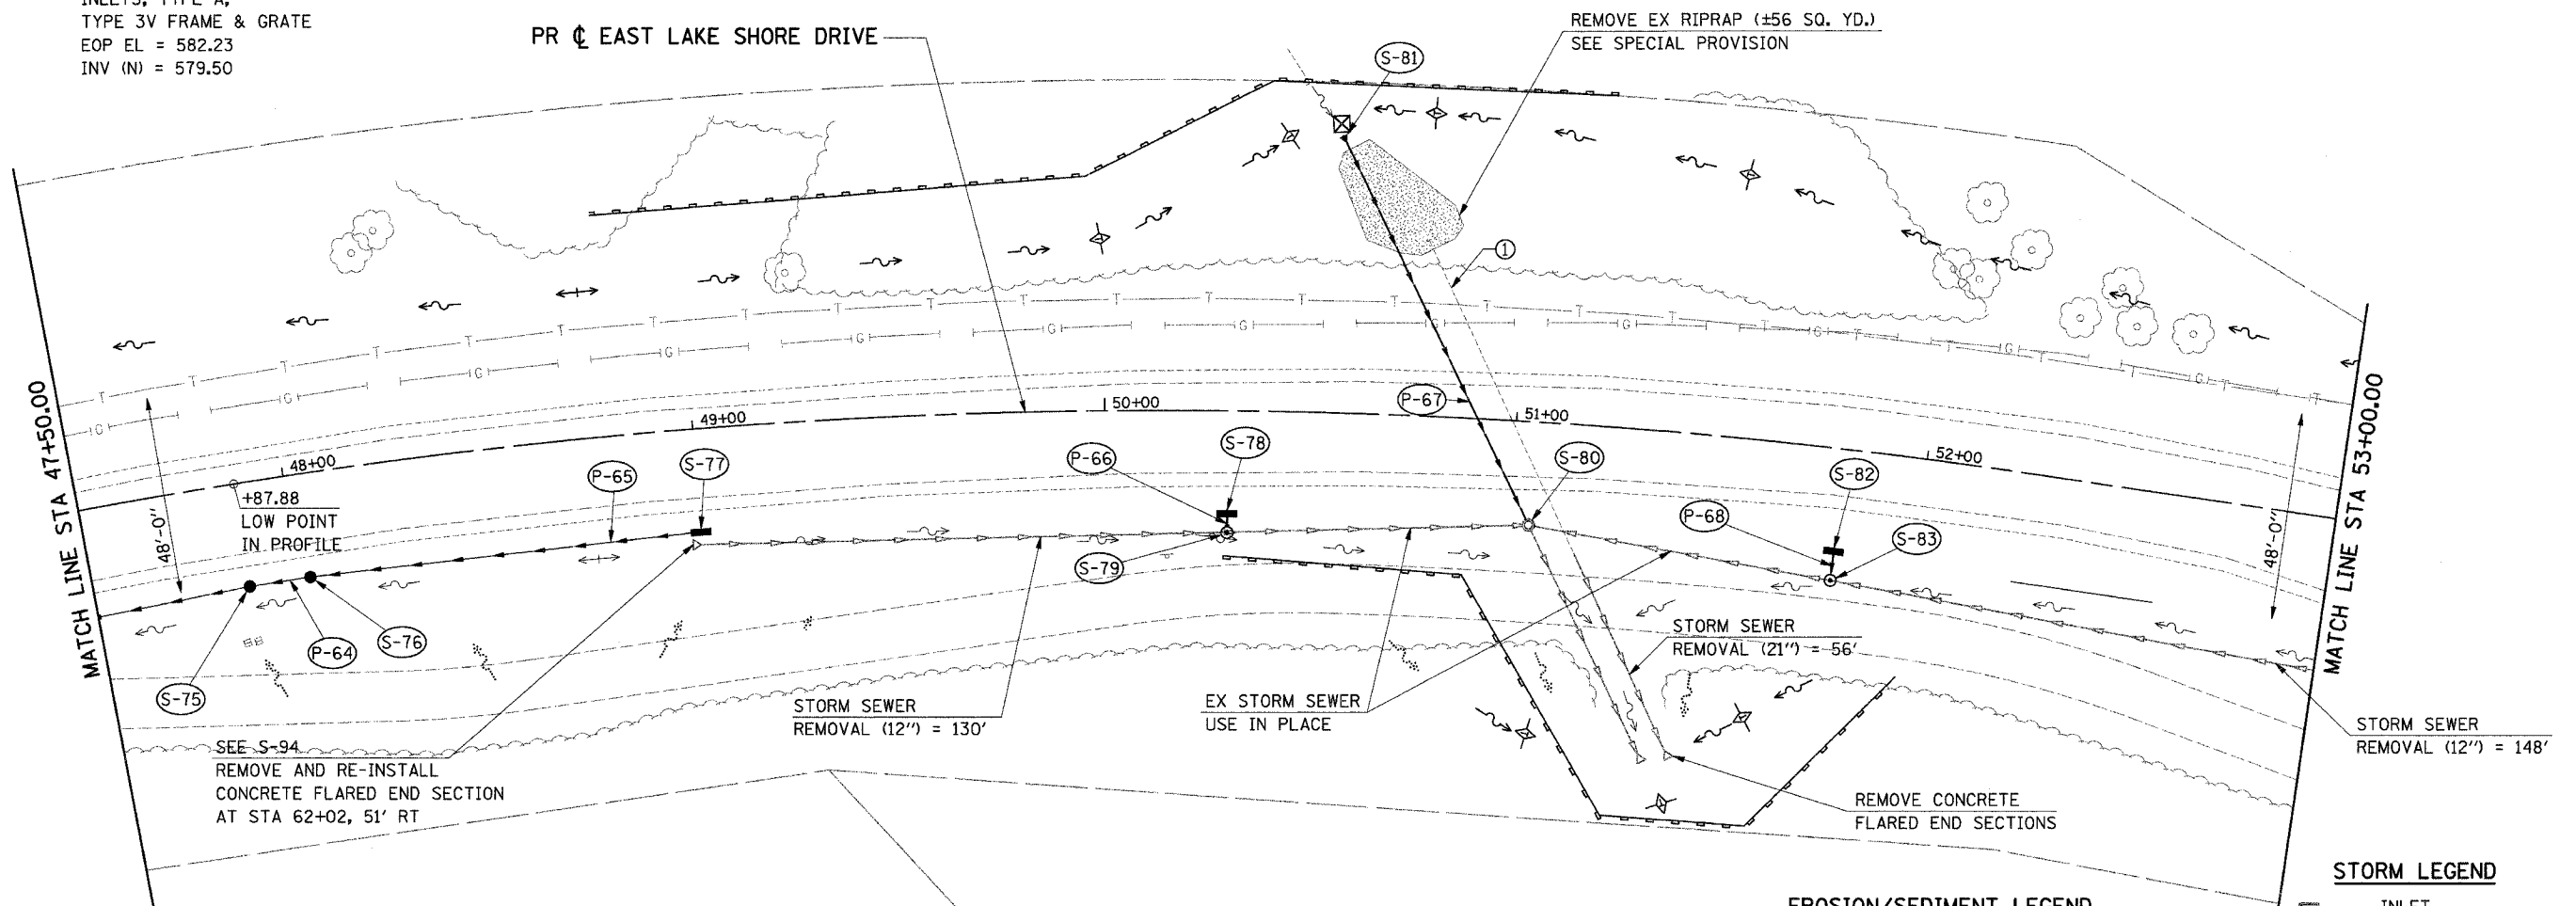 TYPE 3V FRAME & GRATE
EOP EL = 582.23
INV (N) = 579.50
PR ℄ EAST LAKE SHORE DRIVE
REMOVE EX RIPRAP (±56 SQ. YD.)
SEE SPECIAL PROVISION
S-81
1
MATCH LINE STA 47+50.00
48'-0"
48+00
+87.88
LOW POINT
IN PROFILE
49+00
50+00
51+00
52+00
P-65
S-77
P-66
S-78
S-79
P-67
S-80
P-68
S-82
S-83
48'-0"
MATCH LINE STA 53+00.00
S-75
P-64
S-76
T T T T T T T T T T T T T T T T T T T T T T T T T
G G G G G G G G G G G G
SEE S-94
REMOVE AND RE-INSTALL
CONCRETE FLARED END SECTION
AT STA 62+02, 51' RT
STORM SEWER
REMOVAL (12") = 130'
EX STORM SEWER
USE IN PLACE
STORM SEWER
REMOVAL (21") = 56'
REMOVE CONCRETE
FLARED END SECTIONS
STORM SEWER
REMOVAL (12") = 148'
STORM LEGEND
INLET
EROSION/SEDIMENT LEGEND